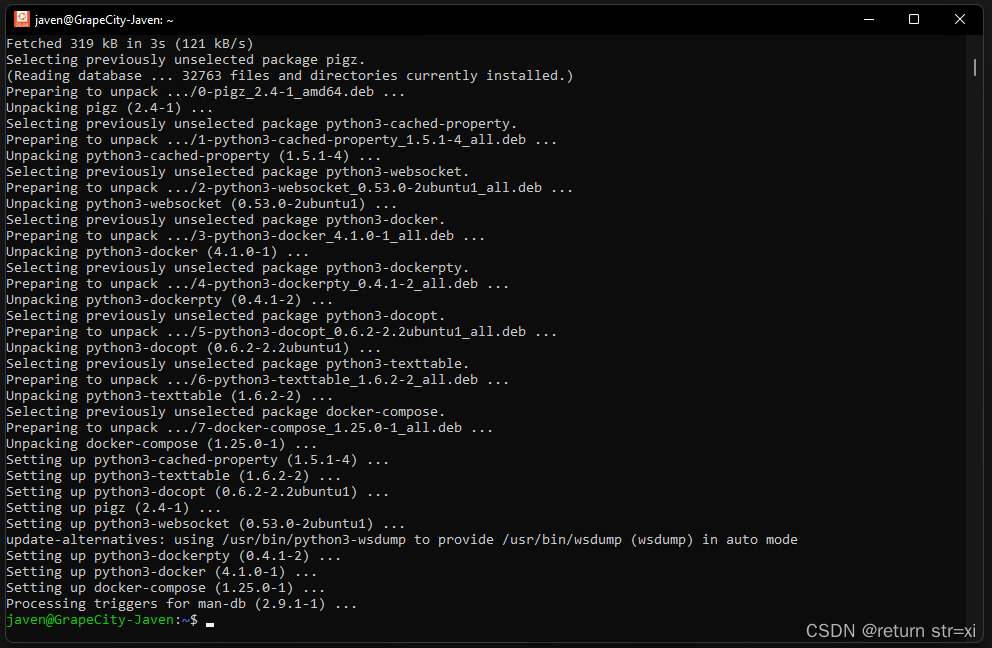 javen@GrapeCity-Javen: ~
Fetched 319 kB in 3s (121 kB/s)
Selecting previously unselected package pigz.
(Reading database ... 32763 files and directories currently installed.)
Preparing to unpack .../0-pigz_2.4-1_amd64.deb ...
Unpacking pigz (2.4-1) ...
Selecting previously unselected package python3-cached-property.
Preparing to unpack .../1-python3-cached-property_1.5.1-4_all.deb ...
Unpacking python3-cached-property (1.5.1-4) ...
Selecting previously unselected package python3-websocket.
Preparing to unpack .../2-python3-websocket_0.53.0-2ubuntu1_all.deb ...
Unpacking python3-websocket (0.53.0-2ubuntu1) ...
Selecting previously unselected package python3-docker.
Preparing to unpack .../3-python3-docker_4.1.0-1_all.deb ...
Unpacking python3-docker (4.1.0-1) ...
Selecting previously unselected package python3-dockerpty.
Preparing to unpack .../4-python3-dockerpty_0.4.1-2_all.deb ...
Unpacking python3-dockerpty (0.4.1-2) ...
Selecting previously unselected package python3-docopt.
Preparing to unpack .../5-python3-docopt_0.6.2-2.2ubuntu1_all.deb ...
Unpacking python3-docopt (0.6.2-2.2ubuntu1) ...
Selecting previously unselected package python3-texttable.
Preparing to unpack .../6-python3-texttable_1.6.2-2_all.deb ...
Unpacking python3-texttable (1.6.2-2) ...
Selecting previously unselected package docker-compose.
Preparing to unpack .../7-docker-compose_1.25.0-1_all.deb ...
Unpacking docker-compose (1.25.0-1) ...
Setting up python3-cached-property (1.5.1-4) ...
Setting up python3-texttable (1.6.2-2) ...
Setting up python3-docopt (0.6.2-2.2ubuntu1) ...
Setting up pigz (2.4-1) ...
Setting up python3-websocket (0.53.0-2ubuntu1) ...
update-alternatives: using /usr/bin/python3-wsdump to provide /usr/bin/wsdump (wsdump) in auto mode
Setting up python3-dockerpty (0.4.1-2) ...
Setting up python3-docker (4.1.0-1) ...
Setting up docker-compose (1.25.0-1) ...
Processing triggers for man-db (2.9.1-1) ...
javen@GrapeCity-Javen:~$
CSDN @return str=xi